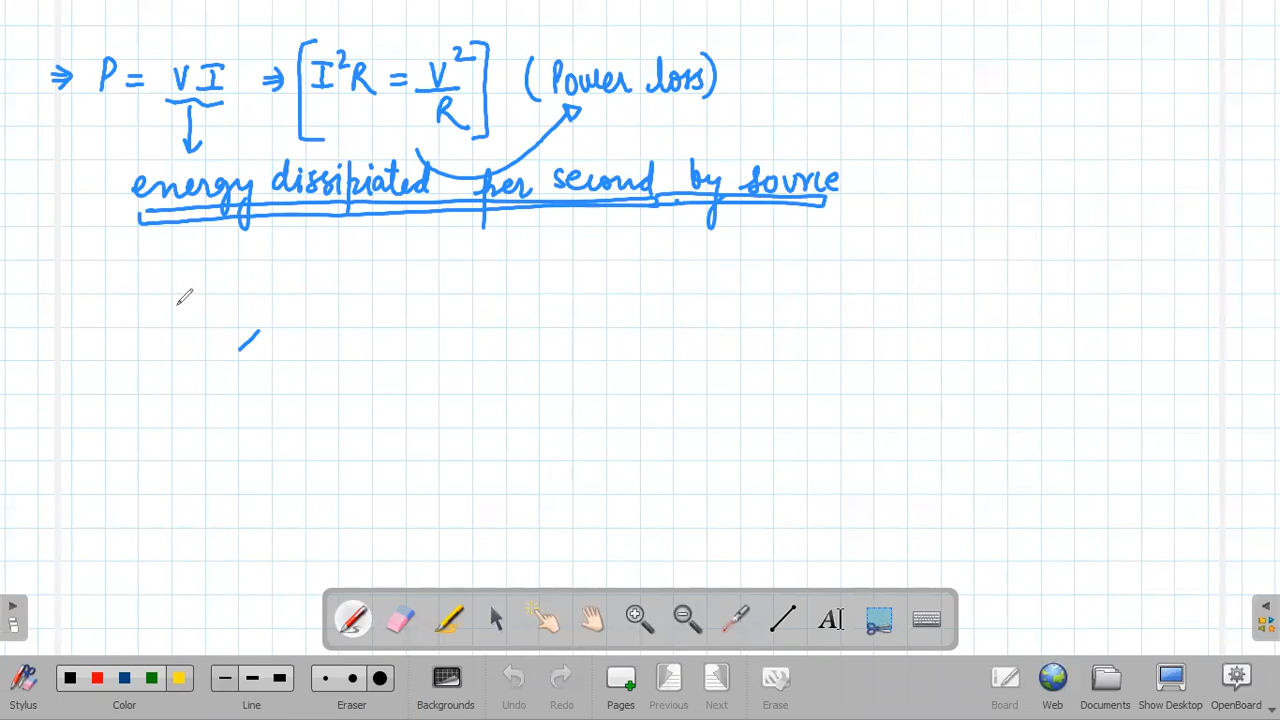 ⇒ P = VI ⇒ [I²R = V²/R] (Power loss)
energy dissipiated per second by source
Stylus Color Line Eraser Backgrounds Undo Redo Pages Previous Next Erase Board Web Documents Show Desktop OpenBoard